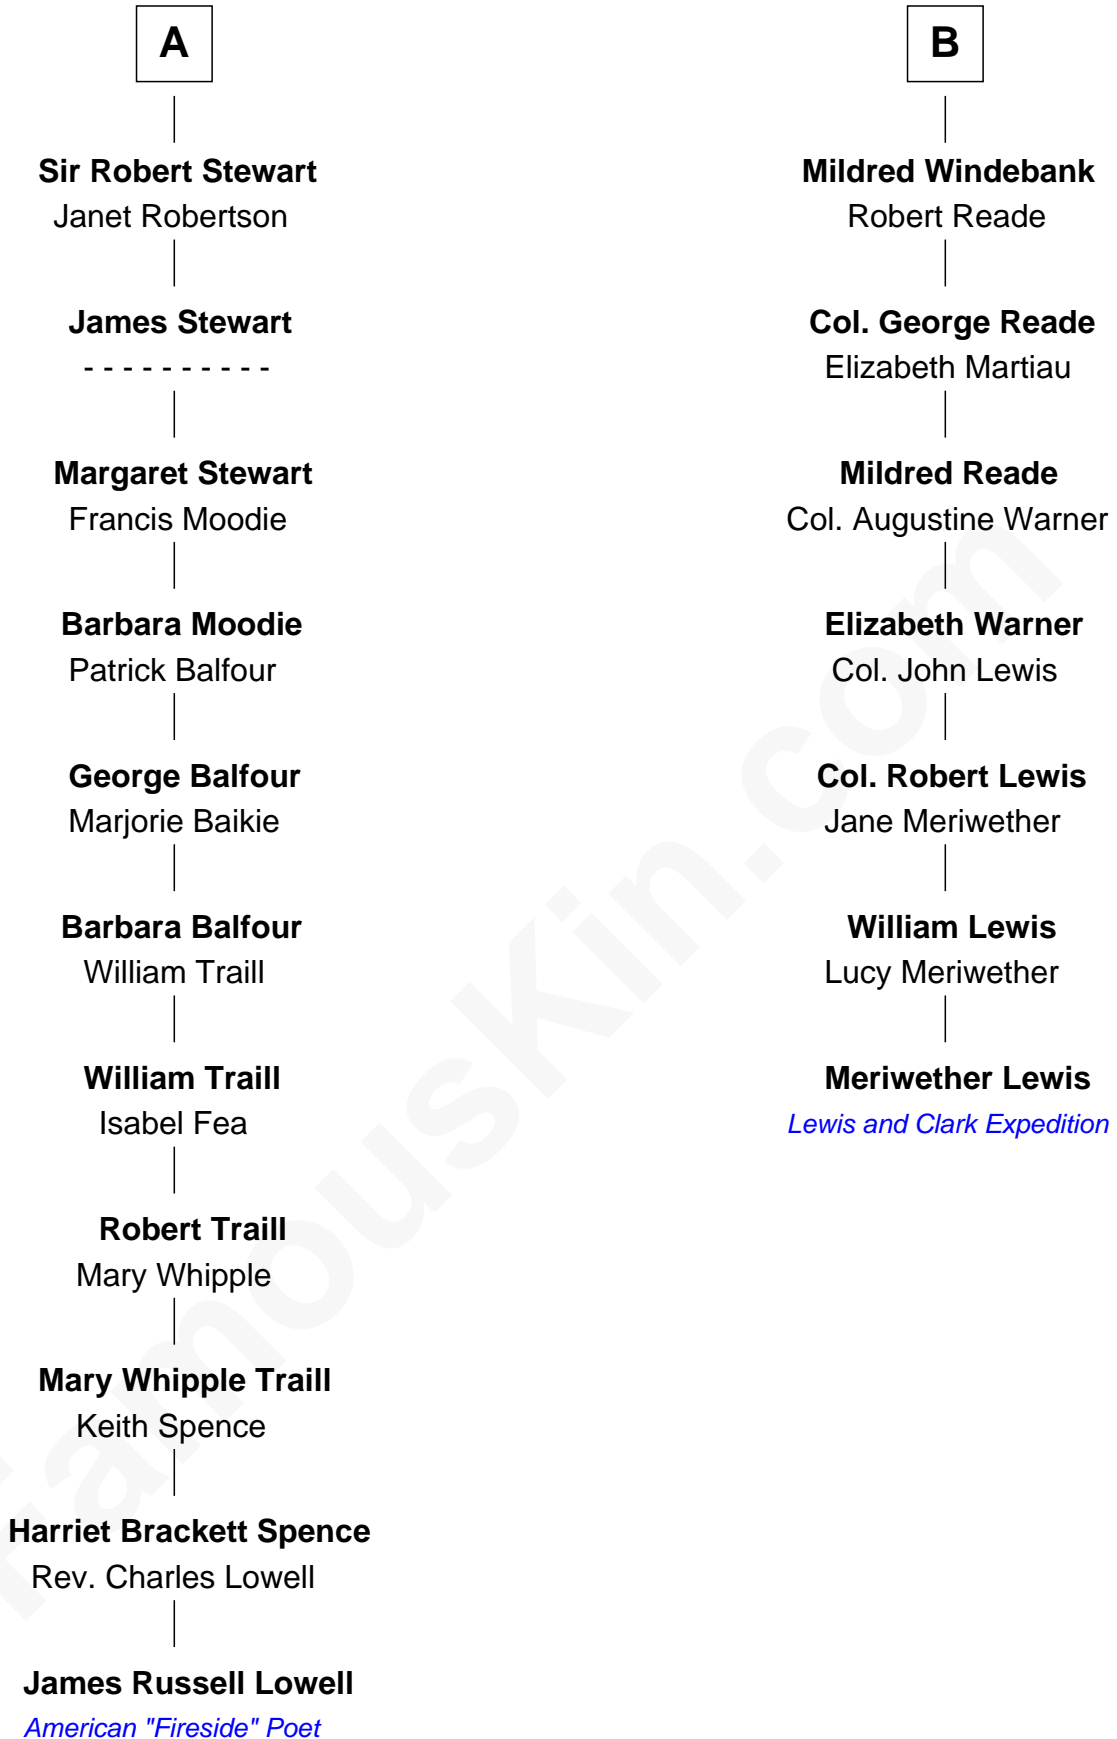 A
Sir Robert Stewart
Janet Robertson
James Stewart
- - - - - - - - - -
Margaret Stewart
Francis Moodie
Barbara Moodie
Patrick Balfour
George Balfour
Marjorie Baikie
Barbara Balfour
William Traill
William Traill
Isabel Fea
Robert Traill
Mary Whipple
Mary Whipple Traill
Keith Spence
Harriet Brackett Spence
Rev. Charles Lowell
James Russell Lowell
American "Fireside" Poet
B
Mildred Windebank
Robert Reade
Col. George Reade
Elizabeth Martiau
Mildred Reade
Col. Augustine Warner
Elizabeth Warner
Col. John Lewis
Col. Robert Lewis
Jane Meriwether
William Lewis
Lucy Meriwether
Meriwether Lewis
Lewis and Clark Expedition
FamousKin.com